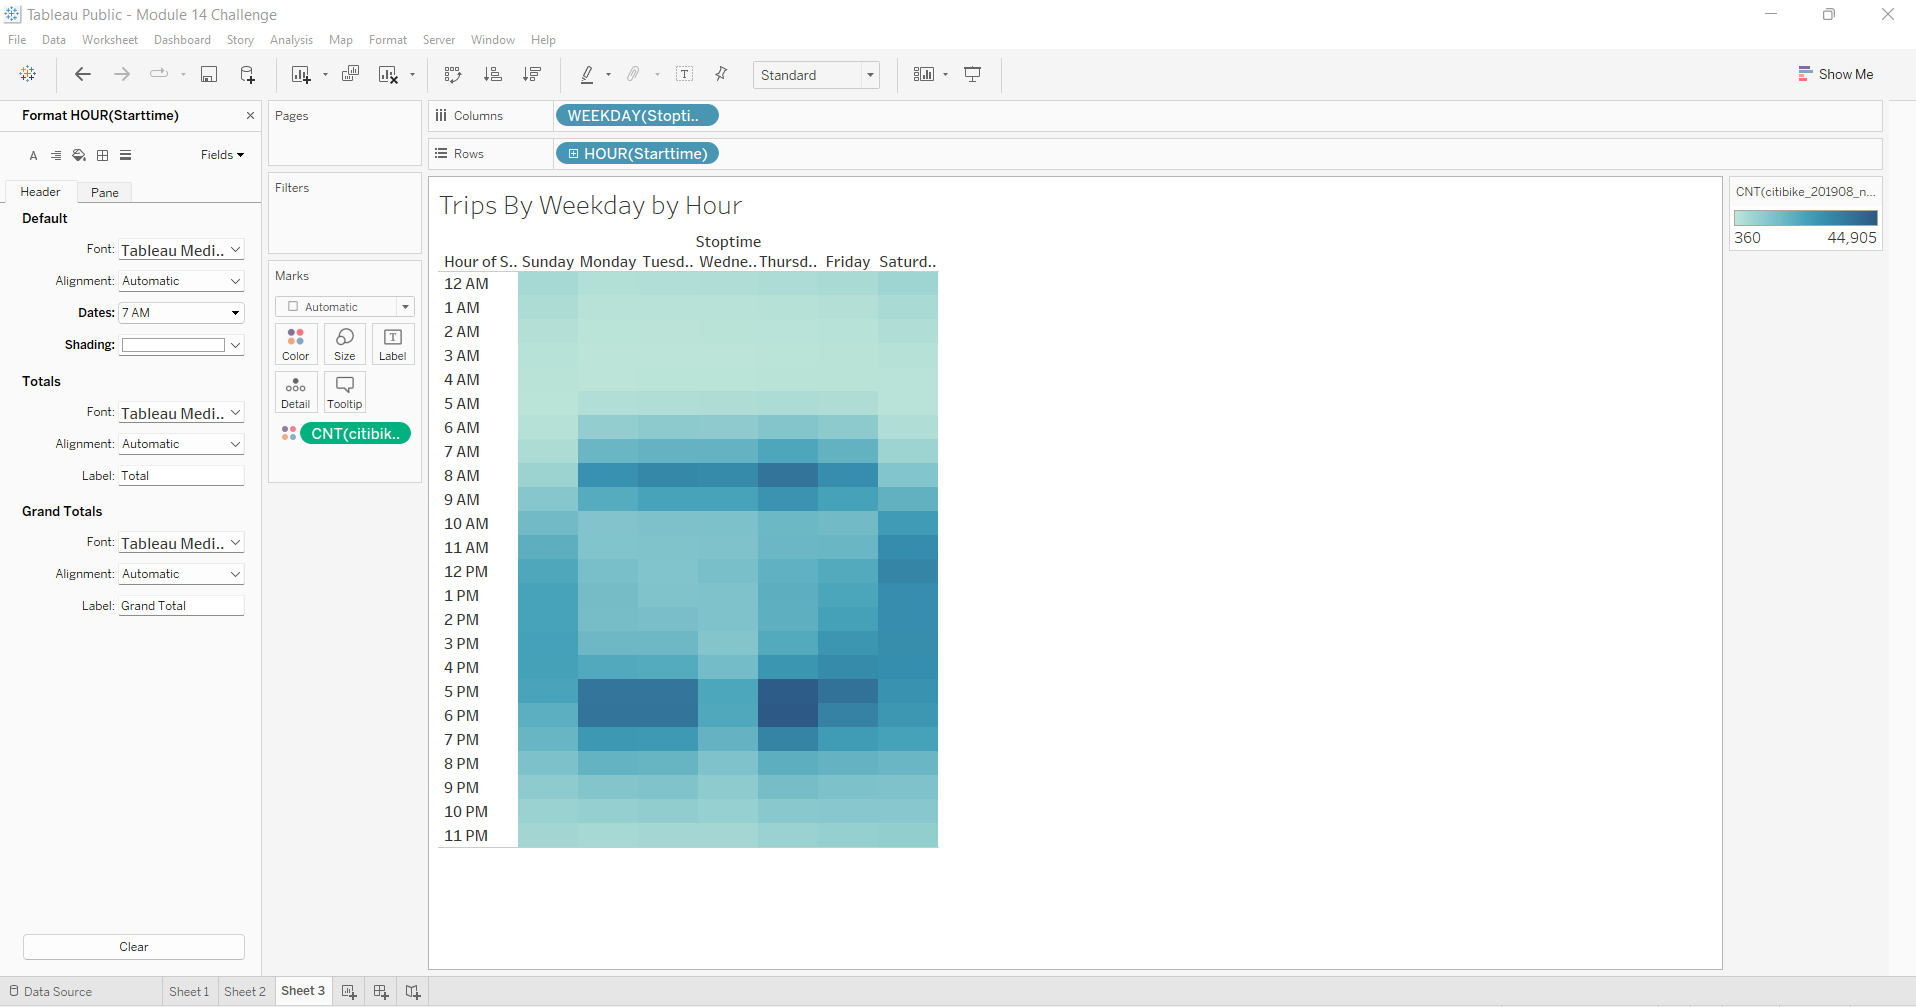 Tableau Public - Module 14 Challenge
File Data Worksheet Dashboard Story Analysis Map Format Server Window Help
Standard
Show Me
Format HOUR(Starttime)
Fields
Header Pane
Default
Font: Tableau Medi..
Alignment: Automatic
Dates: 7 AM
Shading:
Totals
Font: Tableau Medi..
Alignment: Automatic
Label: Total
Grand Totals
Font: Tableau Medi..
Alignment: Automatic
Label: Grand Total
Clear
Pages
Filters
Marks
Automatic
Color Size Label
Detail Tooltip
CNT(citibik..
Columns WEEKDAY(Stopti..
Rows HOUR(Starttime)
Trips By Weekday by Hour
Stoptime
Hour of S.. Sunday Monday Tuesd.. Wedne.. Thursd.. Friday Saturd..
12 AM
1 AM
2 AM
3 AM
4 AM
5 AM
6 AM
7 AM
8 AM
9 AM
10 AM
11 AM
12 PM
1 PM
2 PM
3 PM
4 PM
5 PM
6 PM
7 PM
8 PM
9 PM
10 PM
11 PM
CNT(citibike_201908_n...
360 44,905
Data Source Sheet 1 Sheet 2 Sheet 3